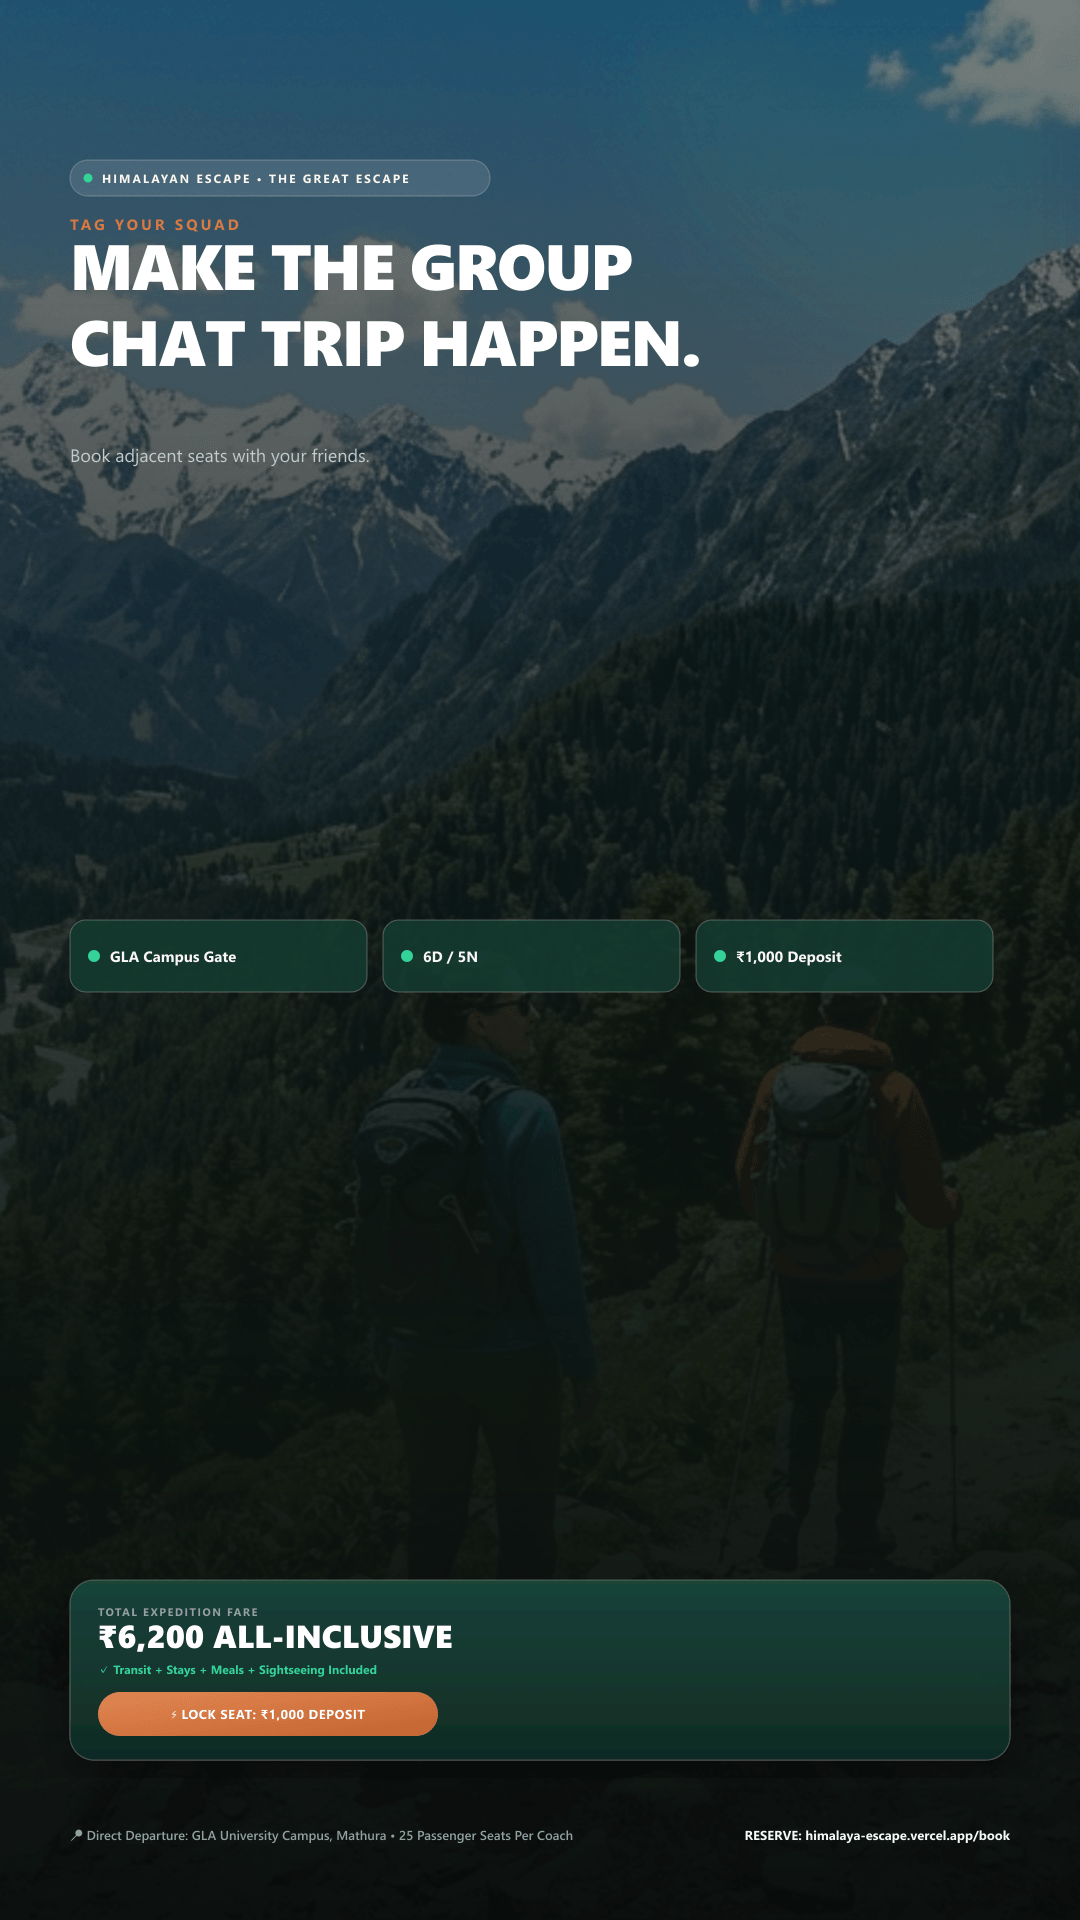 HIMALAYAN ESCAPE • THE GREAT ESCAPE
TAG YOUR SQUAD
MAKE THE GROUP
CHAT TRIP HAPPEN.
Book adjacent seats with your friends.
GLA Campus Gate
6D / 5N
₹1,000 Deposit
TOTAL EXPEDITION FARE
₹6,200 ALL-INCLUSIVE
✓ Transit + Stays + Meals + Sightseeing Included
⚡ LOCK SEAT: ₹1,000 DEPOSIT
📍 Direct Departure: GLA University Campus, Mathura • 25 Passenger Seats Per Coach
RESERVE: himalaya-escape.vercel.app/book